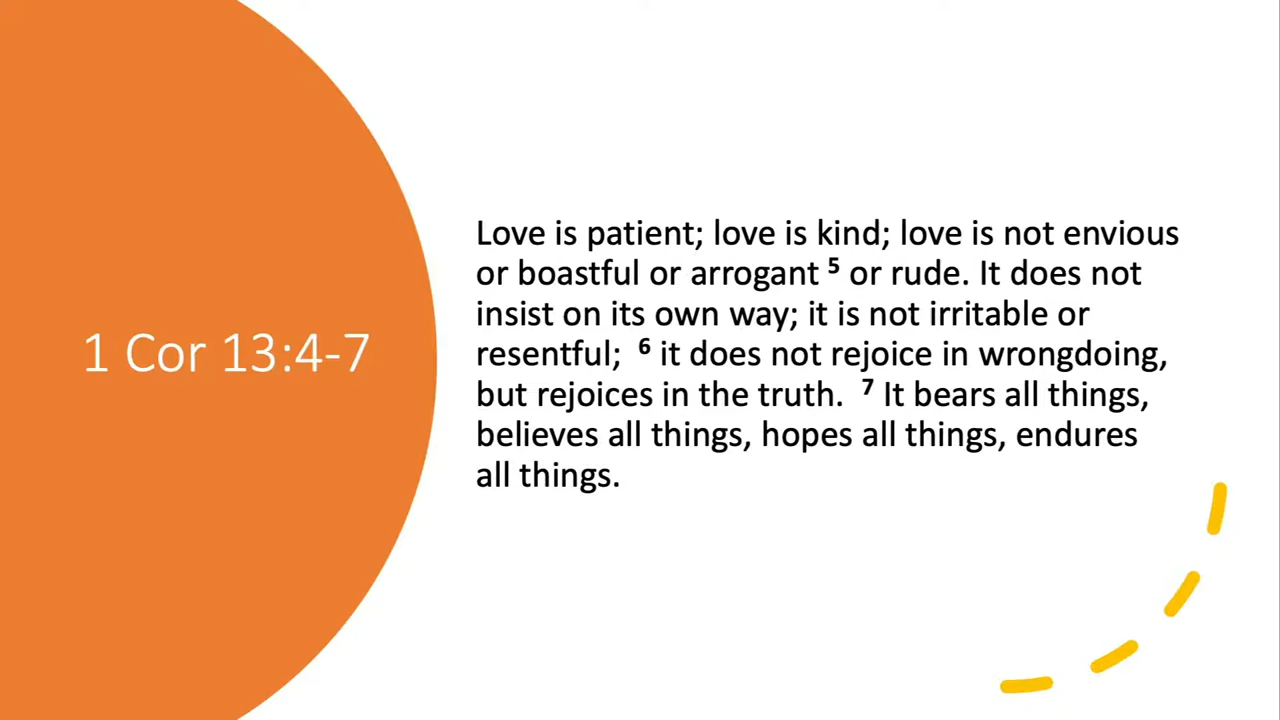 1 Cor 13:4-7
Love is patient; love is kind; love is not envious
or boastful or arrogant ⁵ or rude. It does not
insist on its own way; it is not irritable or
resentful; ⁶ it does not rejoice in wrongdoing,
but rejoices in the truth. ⁷ It bears all things,
believes all things, hopes all things, endures
all things.